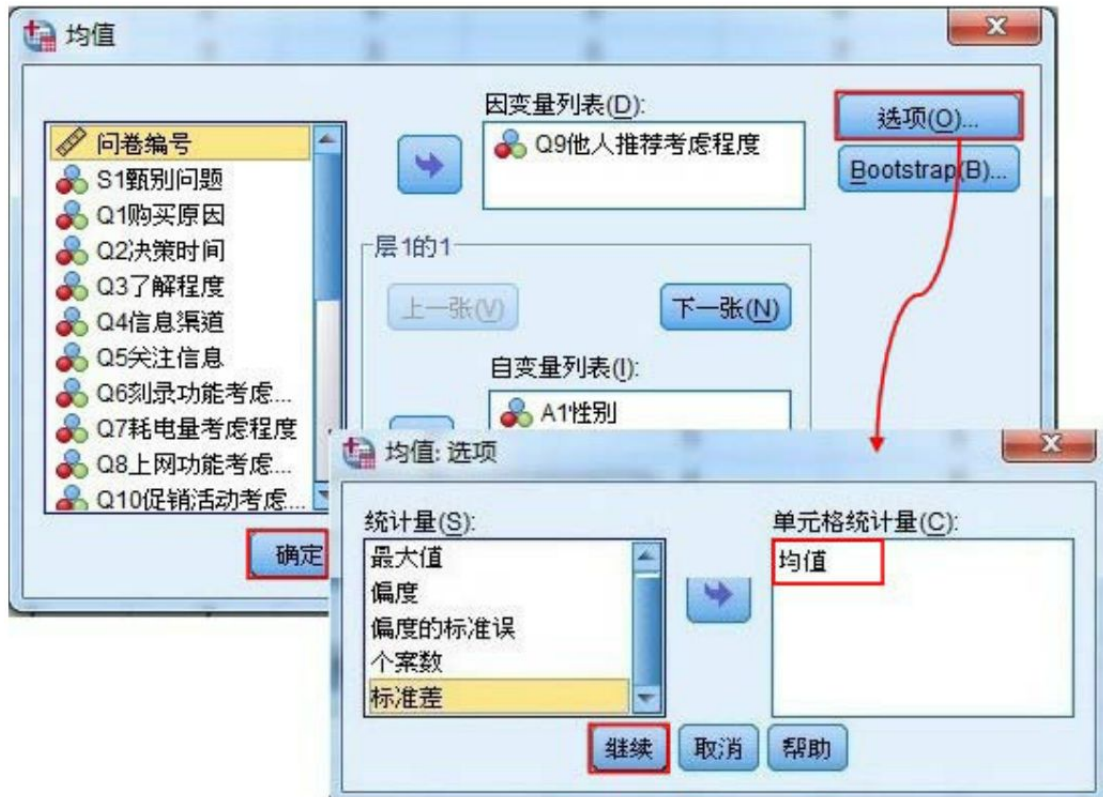 均值
因变量列表(D):
Q9他人推荐考虑程度
选项(O)...
Bootstrap(B)...
问卷编号
S1甄别问题
Q1购买原因
Q2决策时间
Q3了解程度
Q4信息渠道
Q5关注信息
Q6刻录功能考虑...
Q7耗电量考虑程度
Q8上网功能考虑...
Q10促销活动考虑...
层1的1
上一张(V)
下一张(N)
自变量列表(I):
A1性别
确定
均值: 选项
统计量(S):
最大值
偏度
偏度的标准误
个案数
标准差
单元格统计量(C):
均值
继续
取消
帮助